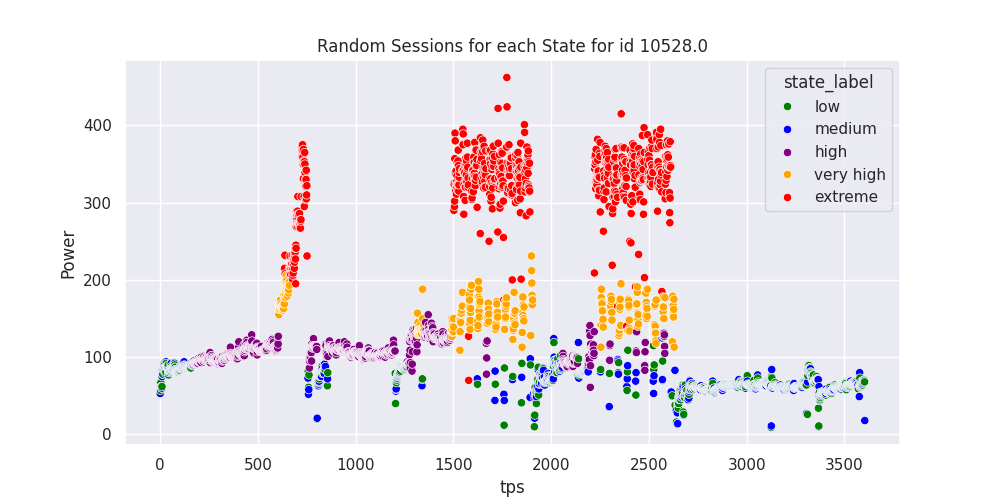 Random Sessions for each State for id 10528.0
state_label
low
medium
high
very high
extreme
Power
400
300
200
100
0
0 500 1000 1500 2000 2500 3000 3500
tps